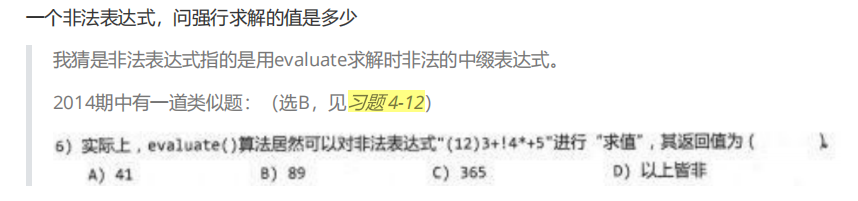 一个非法表达式，问强行求解的值是多少
我猜是非法表达式指的是用evaluate求解时非法的中缀表达式。
2014期中有一道类似题：（选B，见习题4-12）
6）实际上，evaluate()算法居然可以对非法表达式"(12)3+!4*+5"进行“求值”，其返回值为（ ）。
A）41 B）89 C）365 D）以上皆非